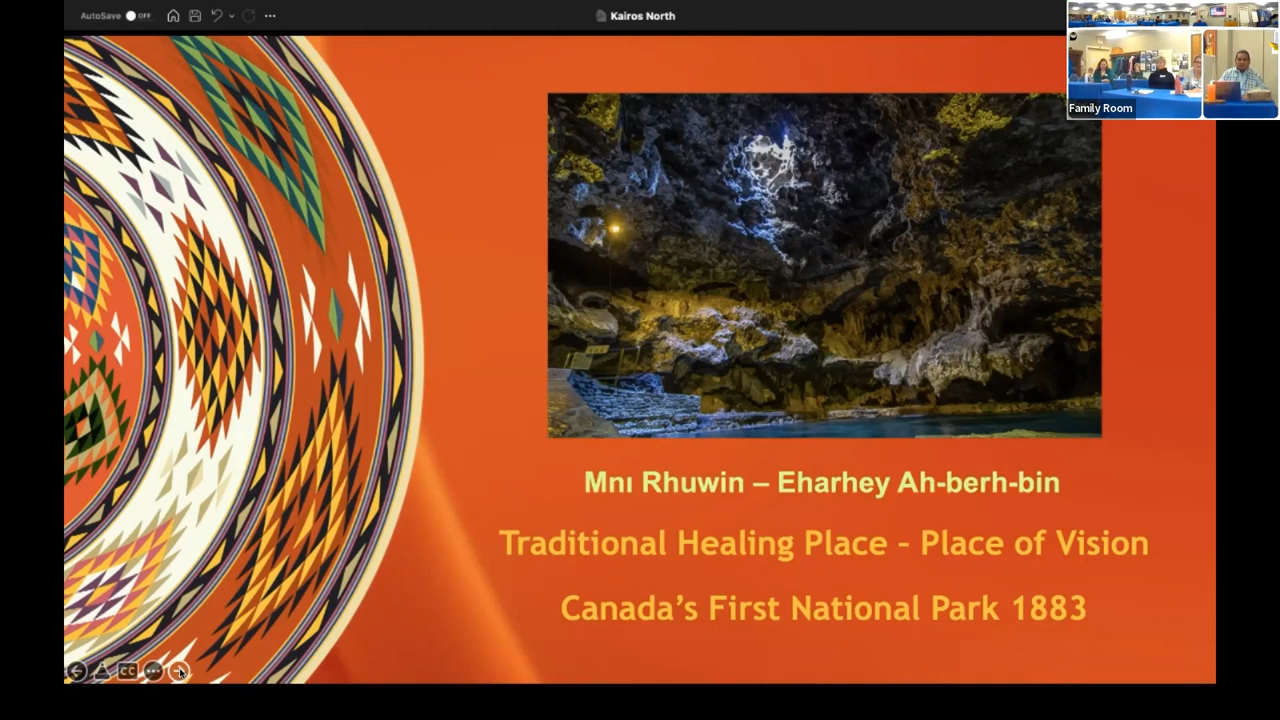 AutoSave OFF
Kairos North
Family Room
Mnı Rhuwin – Eharhey Ah-berh-bin
Traditional Healing Place - Place of Vision
Canada's First National Park 1883
CC